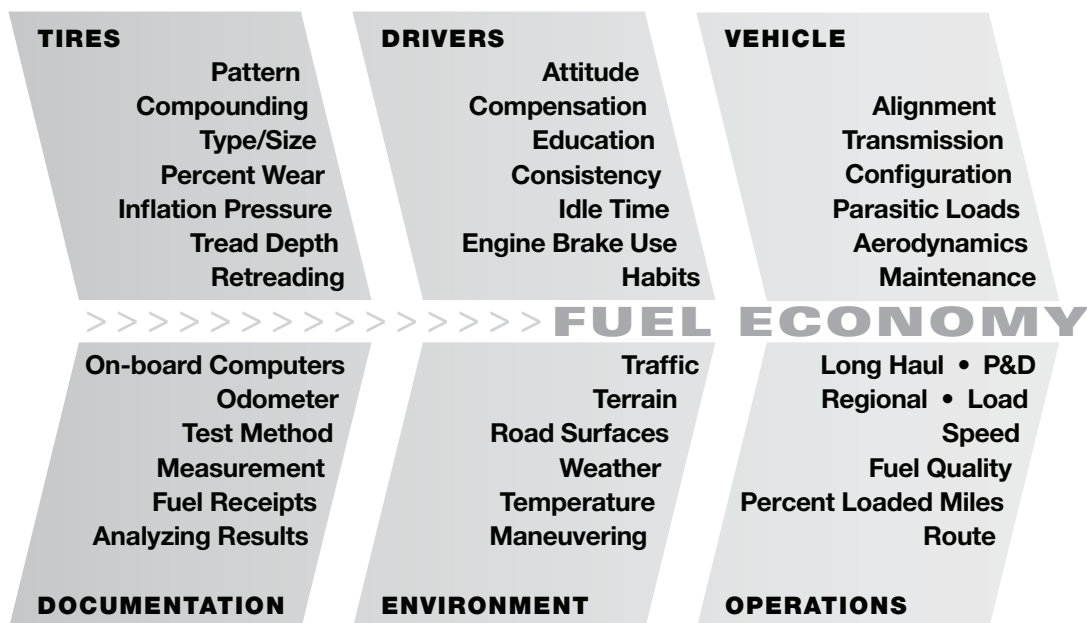 TIRES
Pattern
Compounding
Type/Size
Percent Wear
Inflation Pressure
Tread Depth
Retreading
DRIVERS
Attitude
Compensation
Education
Consistency
Idle Time
Engine Brake Use
Habits
VEHICLE
Alignment
Transmission
Configuration
Parasitic Loads
Aerodynamics
Maintenance
>>>>>>>>>>>>>>> FUEL ECONOMY
On-board Computers
Odometer
Test Method
Measurement
Fuel Receipts
Analyzing Results
DOCUMENTATION
Traffic
Terrain
Road Surfaces
Weather
Temperature
Maneuvering
ENVIRONMENT
Long Haul • P&D
Regional • Load
Speed
Fuel Quality
Percent Loaded Miles
Route
OPERATIONS